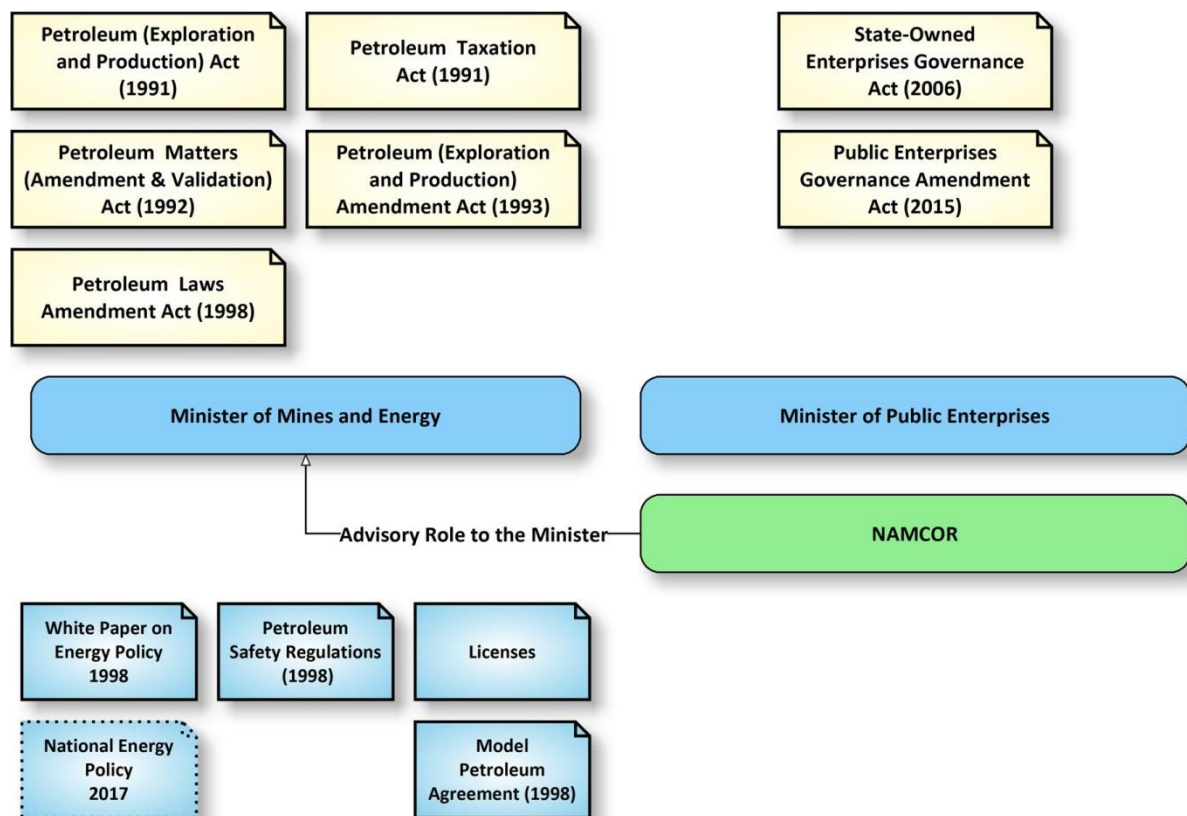 Petroleum (Exploration
and Production) Act
(1991)
Petroleum Taxation
Act (1991)
State-Owned
Enterprises Governance
Act (2006)
Petroleum Matters
(Amendment & Validation)
Act (1992)
Petroleum (Exploration
and Production)
Amendment Act (1993)
Public Enterprises
Governance Amendment
Act (2015)
Petroleum Laws
Amendment Act (1998)
Minister of Mines and Energy
Minister of Public Enterprises
Advisory Role to the Minister
NAMCOR
White Paper on
Energy Policy
1998
Petroleum
Safety Regulations
(1998)
Licenses
National Energy
Policy
2017
Model
Petroleum
Agreement (1998)